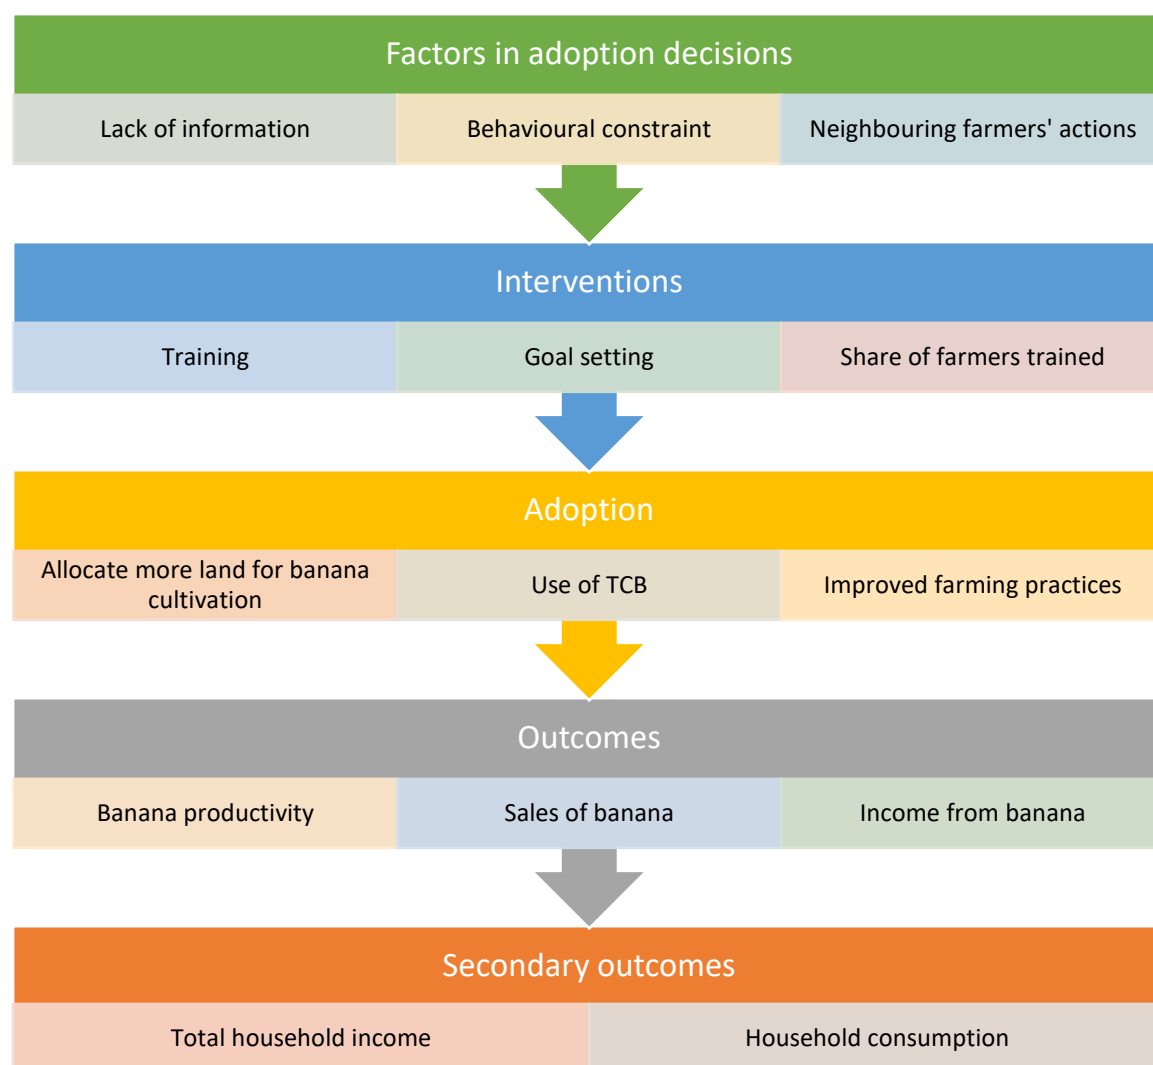 Factors in adoption decisions
Lack of information
Behavioural constraint
Neighbouring farmers' actions
Interventions
Training
Goal setting
Share of farmers trained
Adoption
Allocate more land for banana
cultivation
Use of TCB
Improved farming practices
Outcomes
Banana productivity
Sales of banana
Income from banana
Secondary outcomes
Total household income
Household consumption